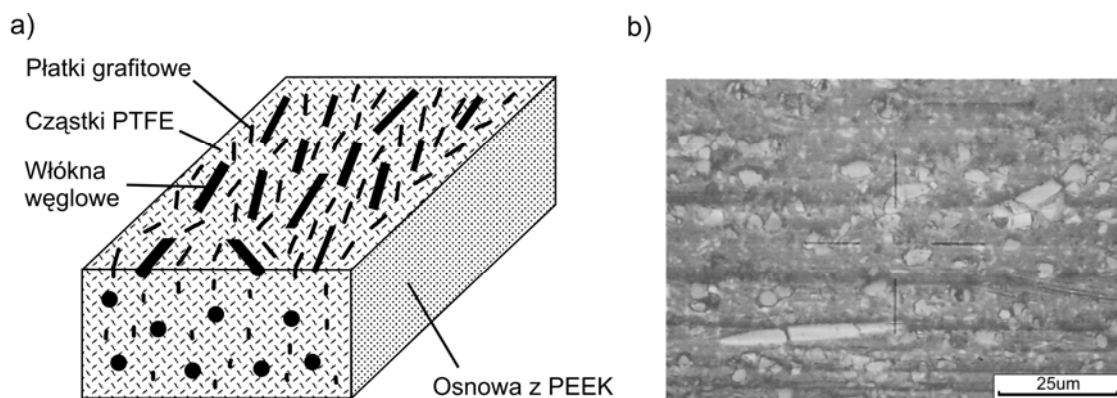 a)
Płatki grafitowe
Cząstki PTFE
Włókna
węglowe
Osnowa z PEEK
b)
25um